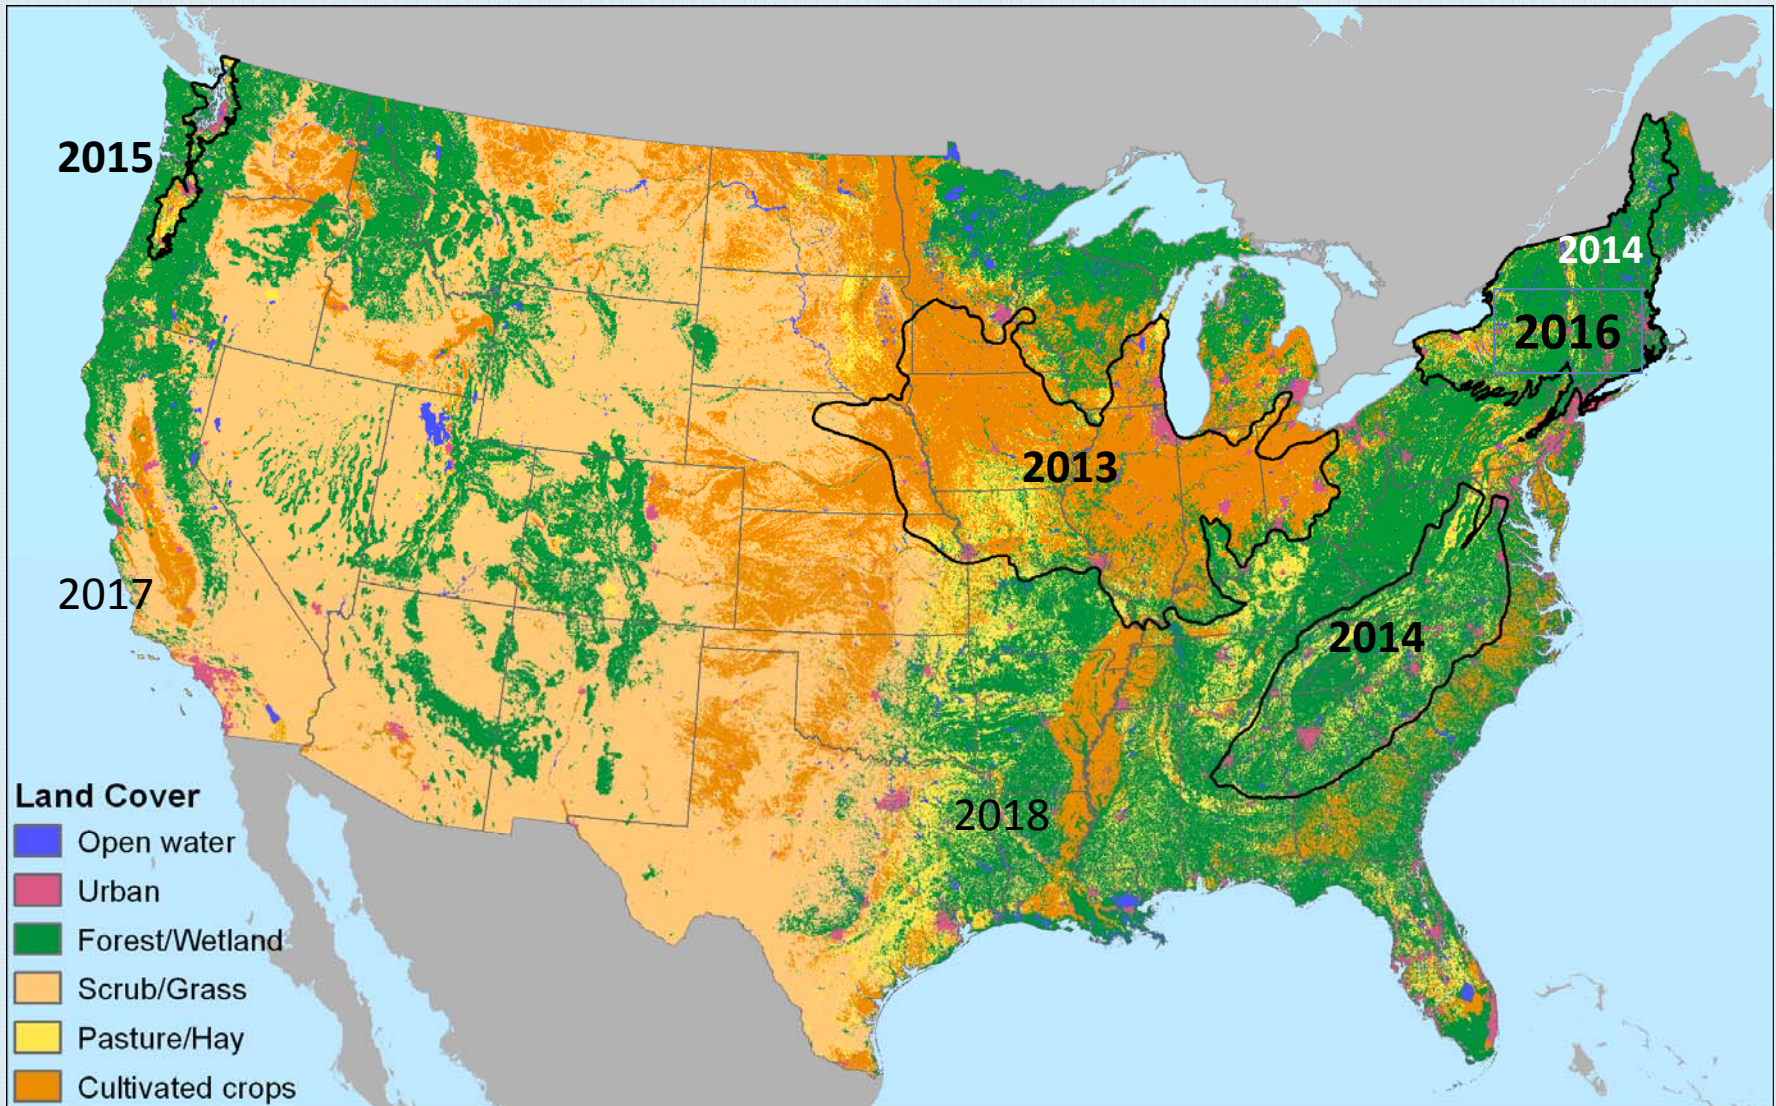 2015
2014
2016
2013
2017
2014
2018
Land Cover
Open water
Urban
Forest/Wetland
Scrub/Grass
Pasture/Hay
Cultivated crops